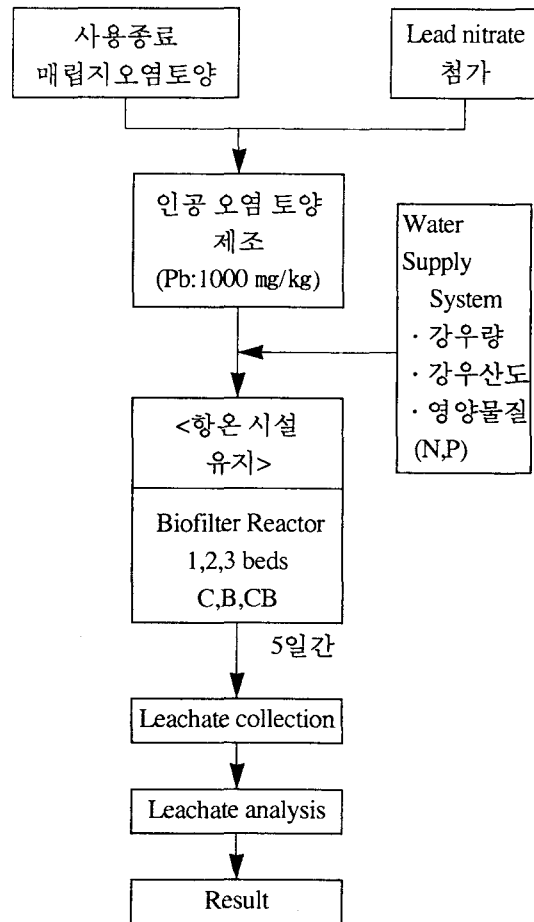 사용종료
매립지오염토양
Lead nitrate
첨가
인공 오염 토양
제조
(Pb:1000 mg/kg)
Water
Supply
System
· 강우량
· 강우산도
· 영양물질
(N,P)
<항온 시설
유지>
Biofilter Reactor
1,2,3 beds
C,B,CB
5일간
Leachate collection
Leachate analysis
Result